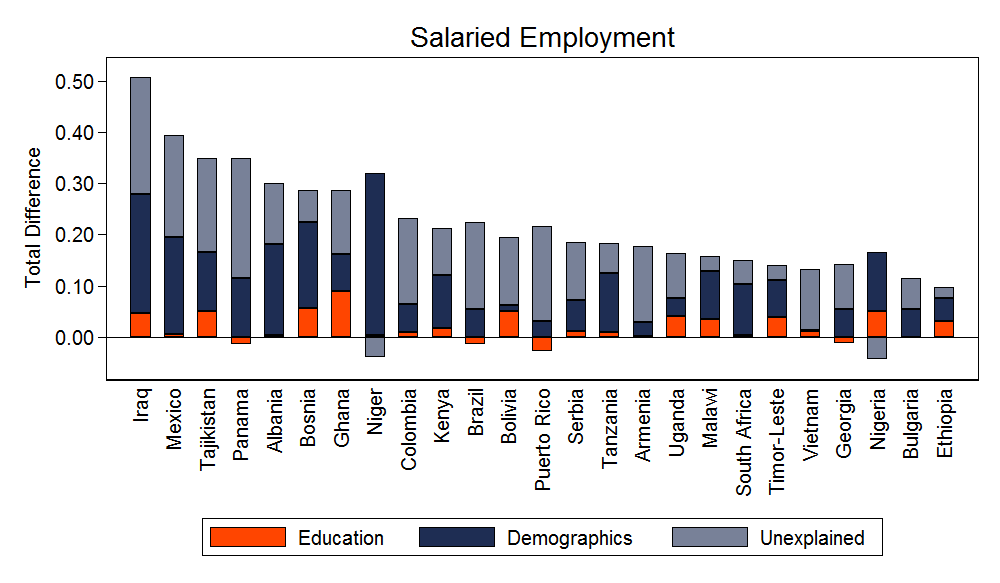 Salaried Employment
Total Difference
0.50
0.40
0.30
0.20
0.10
0.00
Iraq
Mexico
Tajikistan
Panama
Albania
Bosnia
Ghana
Niger
Colombia
Kenya
Brazil
Bolivia
Puerto Rico
Serbia
Tanzania
Armenia
Uganda
Malawi
South Africa
Timor-Leste
Vietnam
Georgia
Nigeria
Bulgaria
Ethiopia
Education Demographics Unexplained